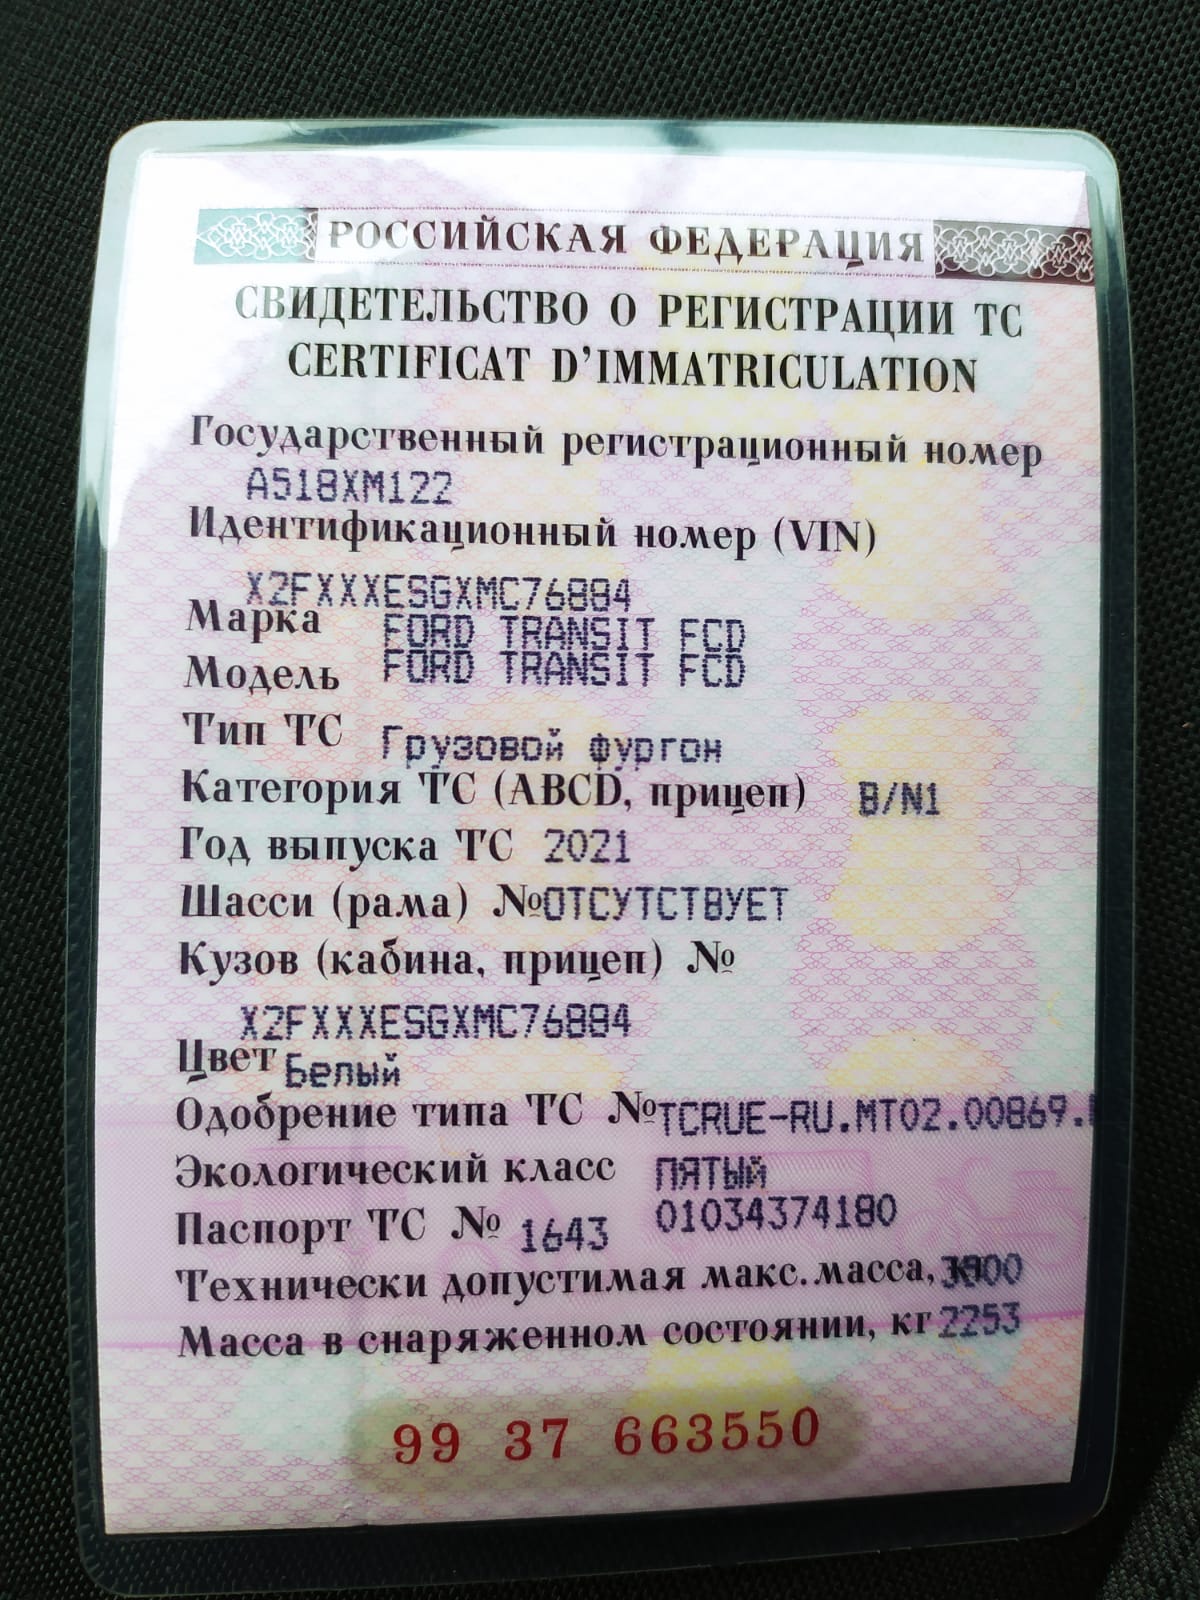 РОССИЙСКАЯ ФЕДЕРАЦИЯ
СВИДЕТЕЛЬСТВО О РЕГИСТРАЦИИ ТС
CERTIFICAT D'IMMATRICULATION
Государственный регистрационный номер
А518ХМ122
Идентификационный номер (VIN)
X2FXXXESGXMC76884
Марка FORD TRANSIT FCD
Модель FORD TRANSIT FCD
Тип ТС Грузовой фургон
Категория ТС (ABCD, прицеп) B/N1
Год выпуска ТС 2021
Шасси (рама) №ОТСУТСТВУЕТ
Кузов (кабина, прицеп) №
X2FXXXESGXMC76884
Цвет Белый
Одобрение типа ТС №ТСRUE-RU.МТ02.00869.
Экологический класс ПЯТЫЙ
Паспорт ТС № 1643 01034374180
Технически допустимая макс.масса,
Масса в снаряженном состоянии, кг 2253
99 37 663550